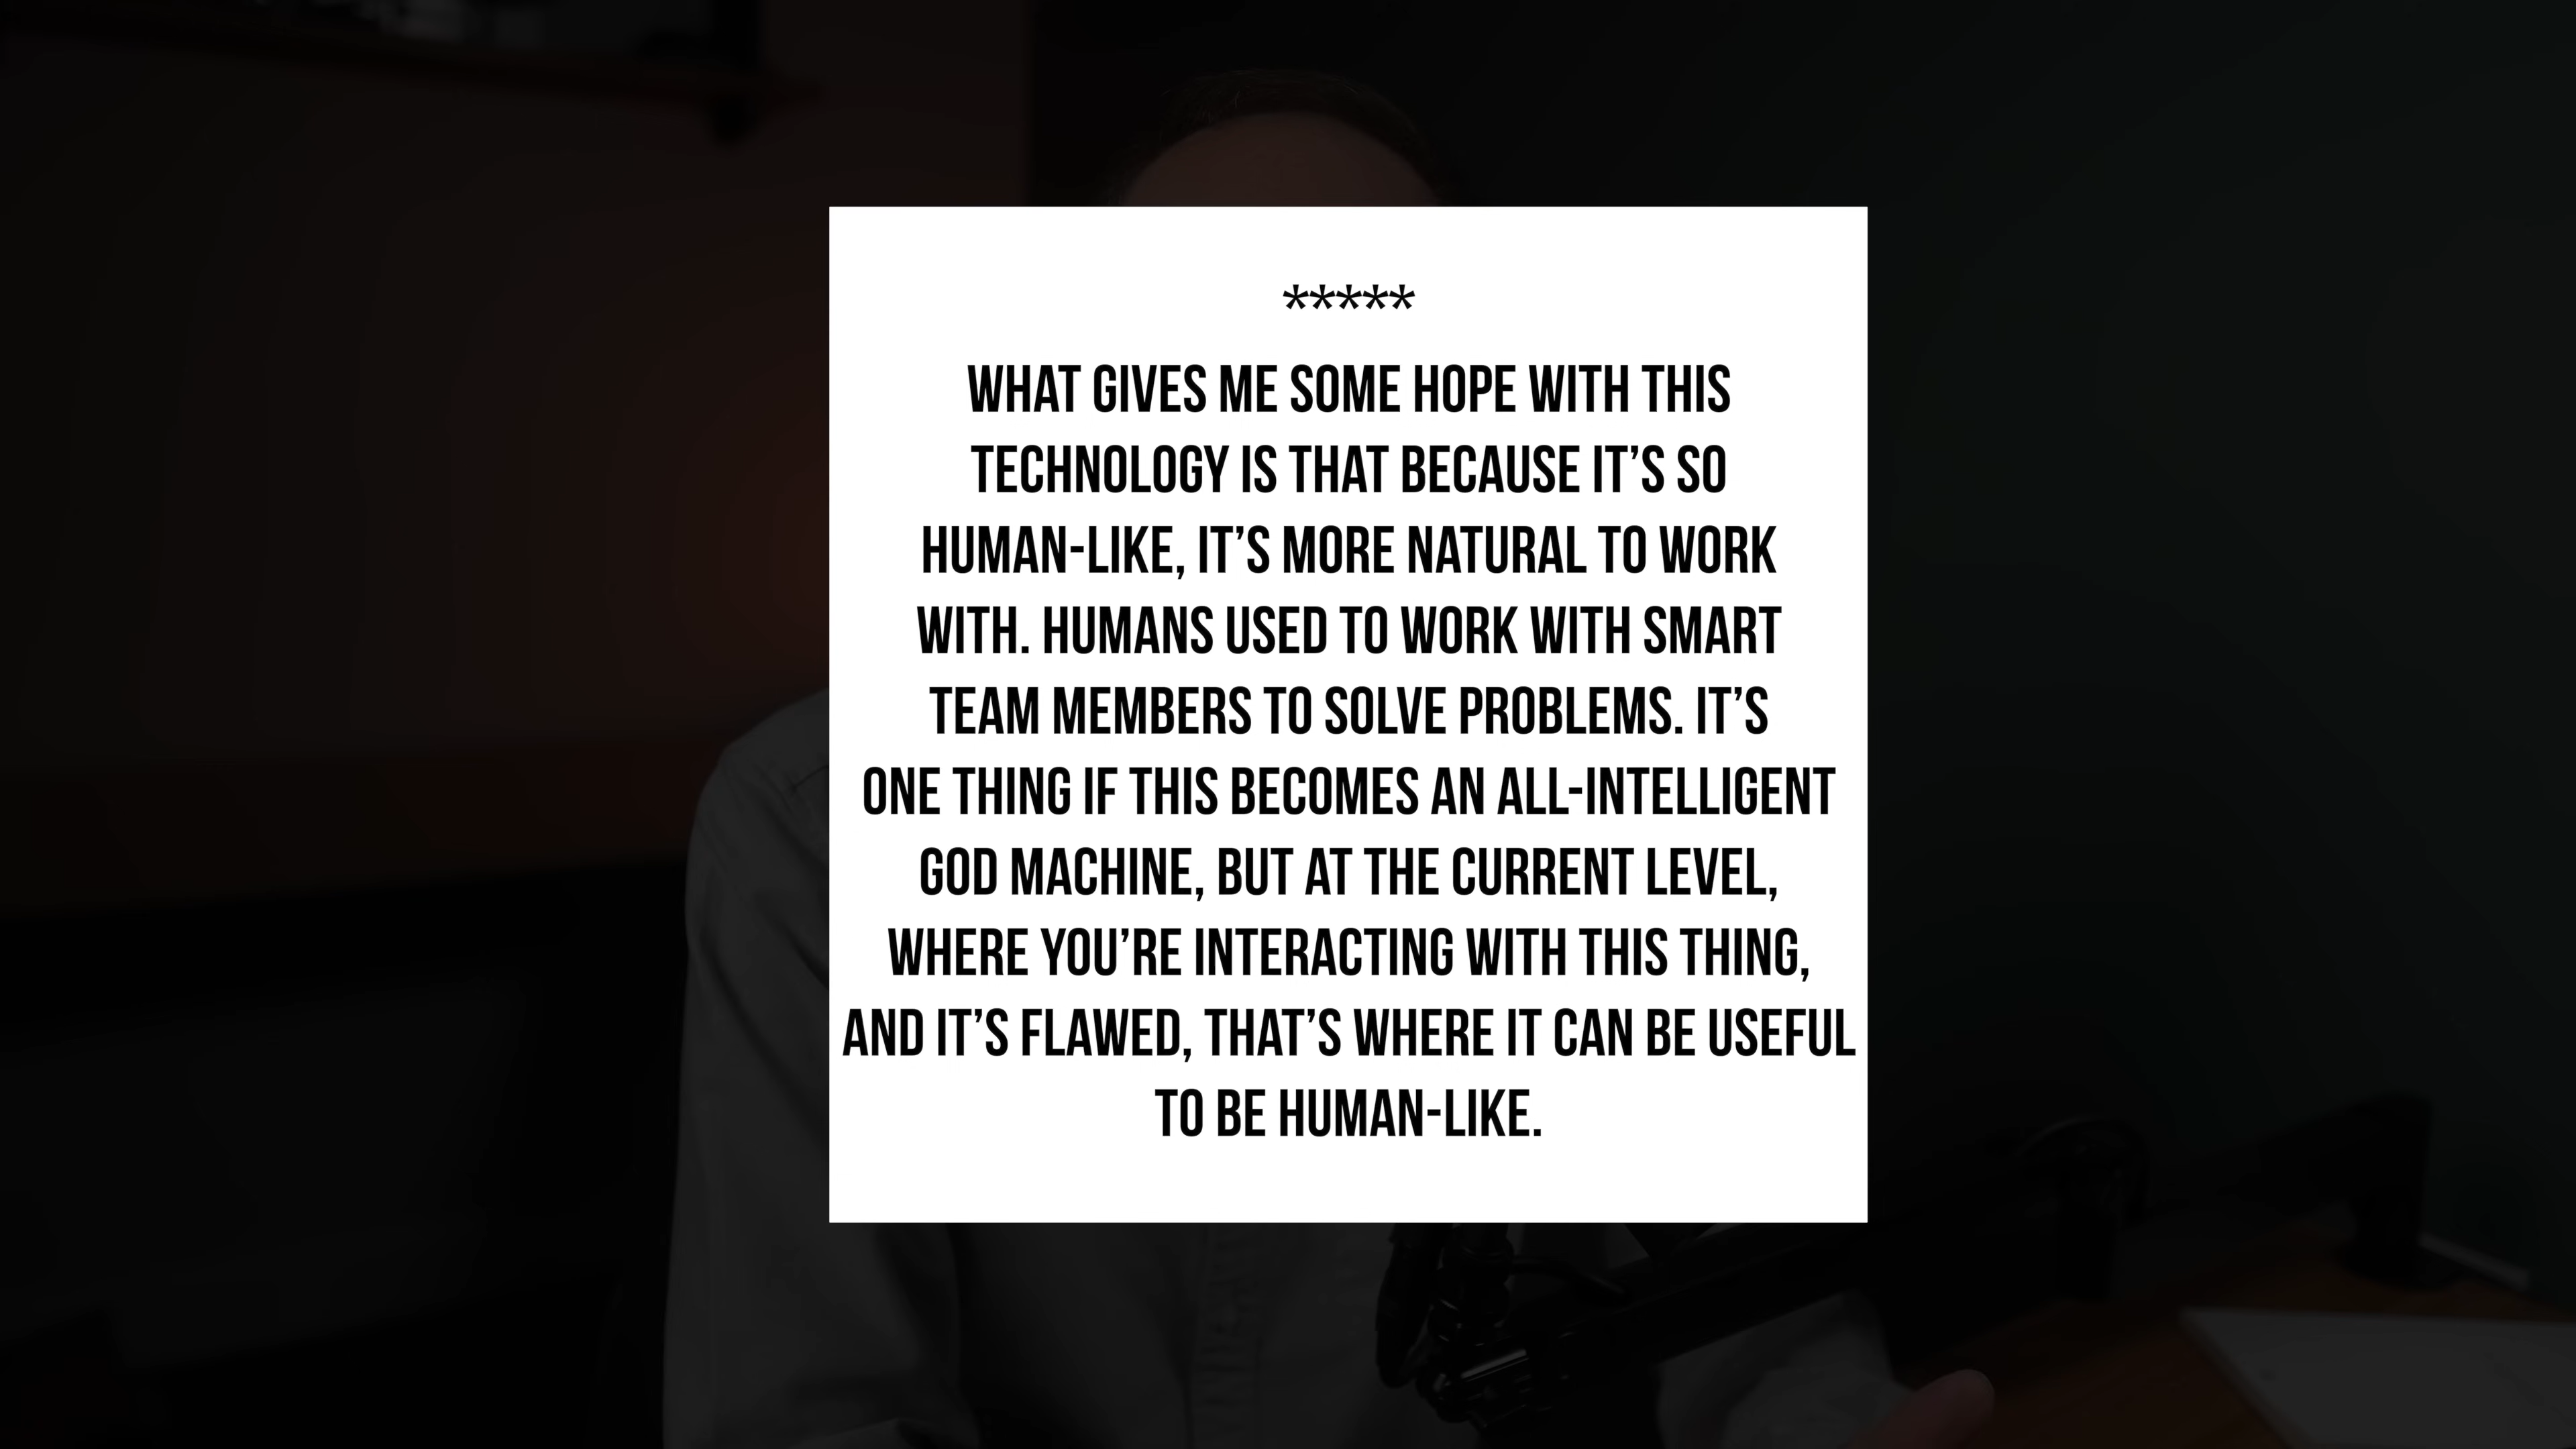 *****
WHAT GIVES ME SOME HOPE WITH THIS
TECHNOLOGY IS THAT BECAUSE IT’S SO
HUMAN-LIKE, IT’S MORE NATURAL TO WORK
WITH. HUMANS USED TO WORK WITH SMART
TEAM MEMBERS TO SOLVE PROBLEMS. IT’S
ONE THING IF THIS BECOMES AN ALL-INTELLIGENT
GOD MACHINE, BUT AT THE CURRENT LEVEL,
WHERE YOU’RE INTERACTING WITH THIS THING,
AND IT’S FLAWED, THAT’S WHERE IT CAN BE USEFUL
TO BE HUMAN-LIKE.